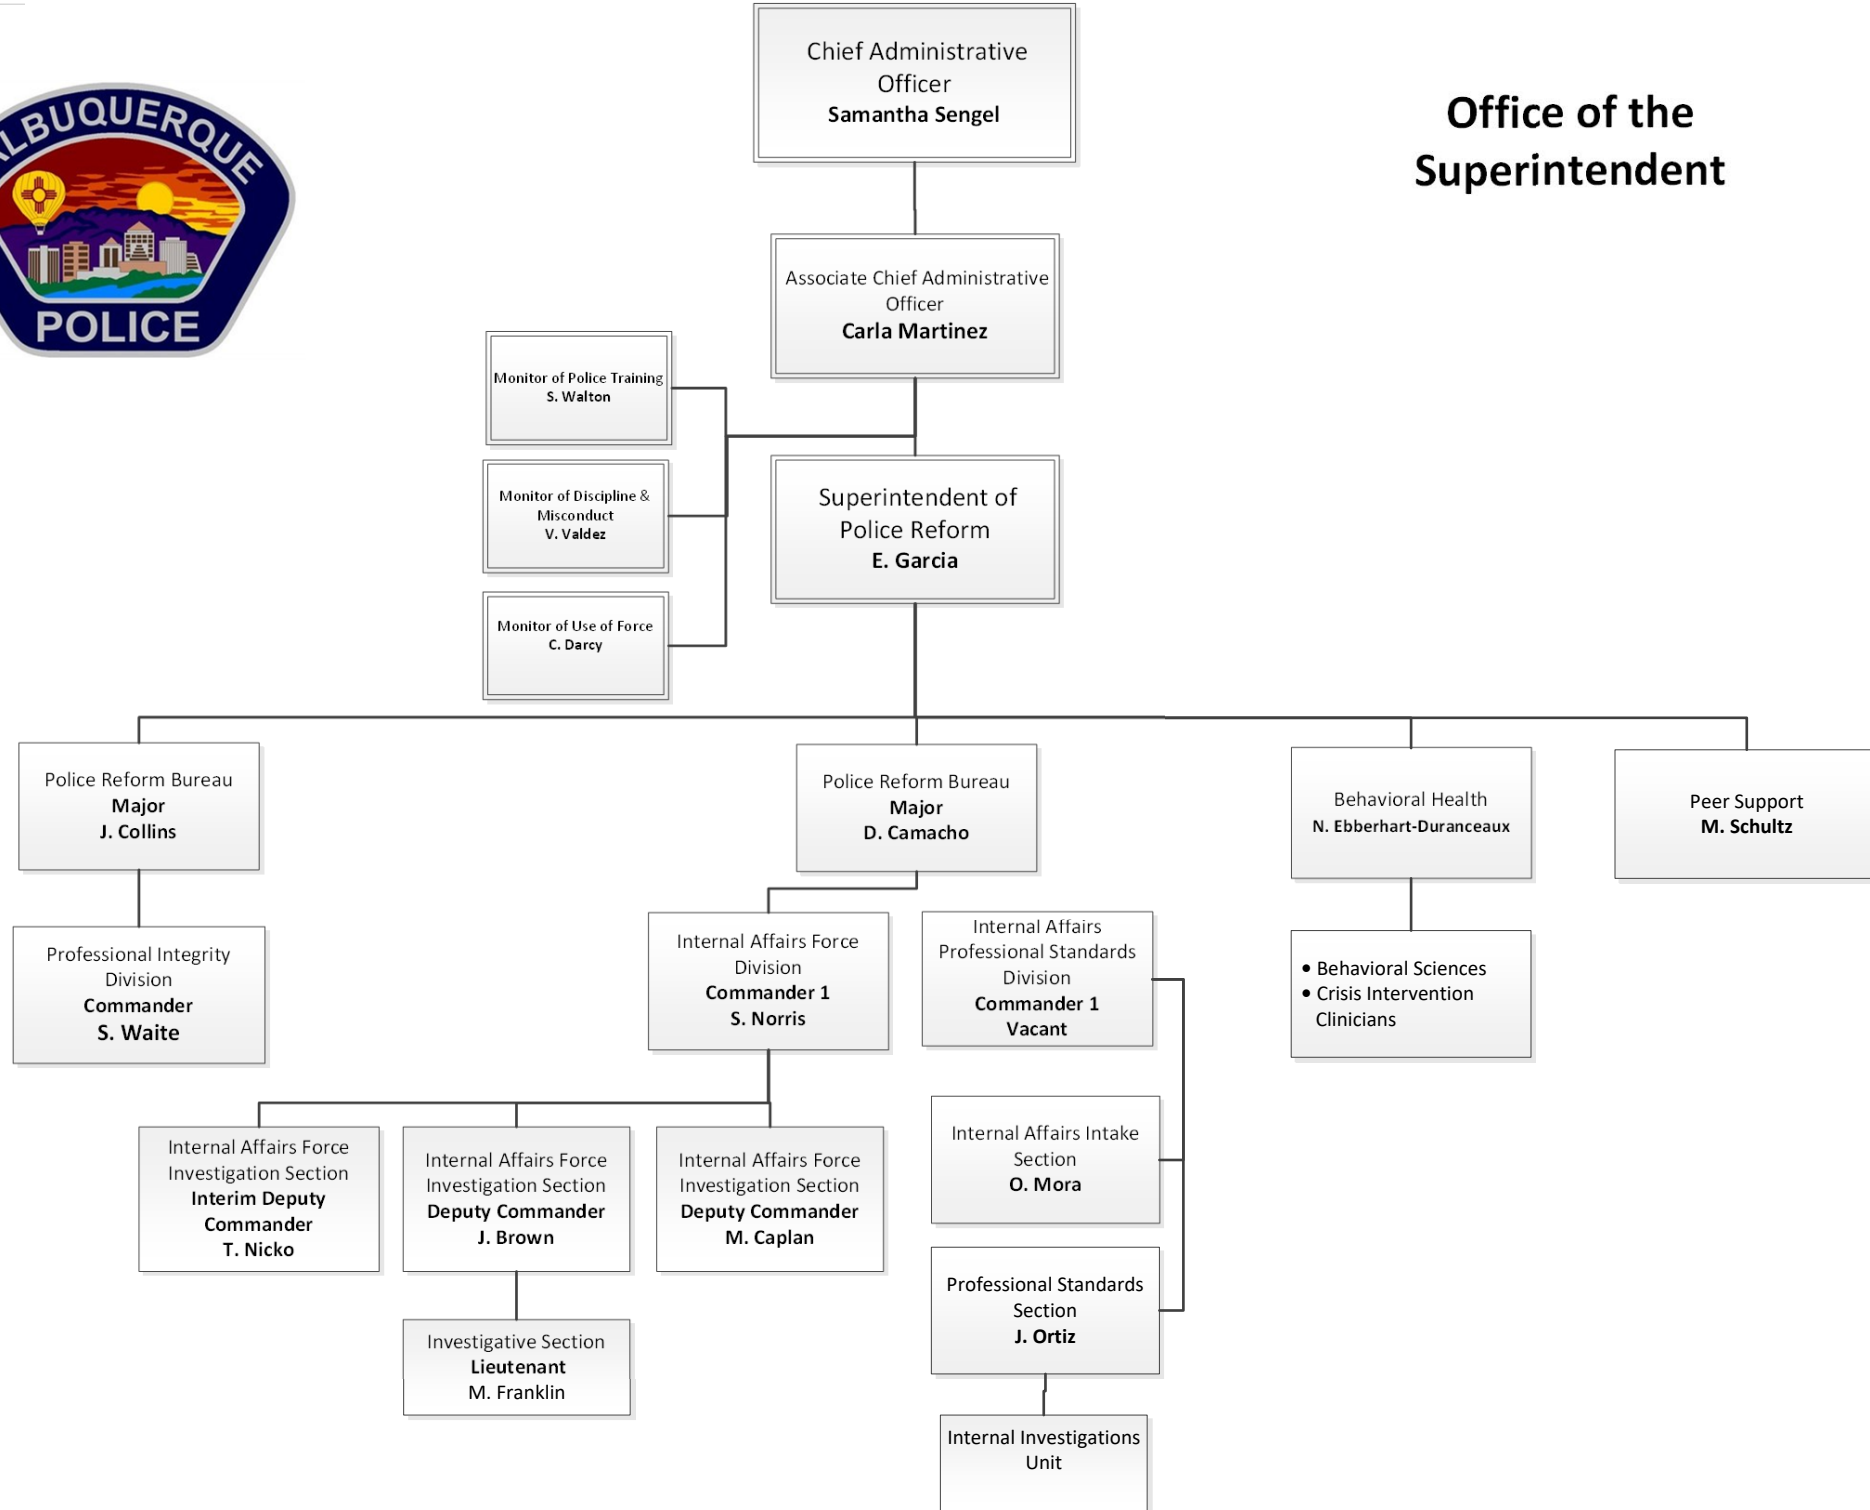 Chief Administrative
Officer
Samantha Sengel
Office of the
Superintendent
ALBUQUERQUE
POLICE
Associate Chief Administrative
Officer
Carla Martinez
Monitor of Police Training
S. Walton
Monitor of Discipline &
Misconduct
V. Valdez
Monitor of Use of Force
C. Darcy
Superintendent of
Police Reform
E. Garcia
Police Reform Bureau
Major
J. Collins
Police Reform Bureau
Major
D. Camacho
Behavioral Health
N. Ebberhart-Duranceaux
Peer Support
M. Schultz
Professional Integrity
Division
Commander
S. Waite
Internal Affairs Force
Division
Commander 1
S. Norris
Internal Affairs
Professional Standards
Division
Commander 1
Vacant
• Behavioral Sciences
• Crisis Intervention
Clinicians
Internal Affairs Force
Investigation Section
Interim Deputy
Commander
T. Nicko
Internal Affairs Force
Investigation Section
Deputy Commander
J. Brown
Internal Affairs Force
Investigation Section
Deputy Commander
M. Caplan
Internal Affairs Intake
Section
O. Mora
Professional Standards
Section
J. Ortiz
Investigative Section
Lieutenant
M. Franklin
Internal Investigations
Unit